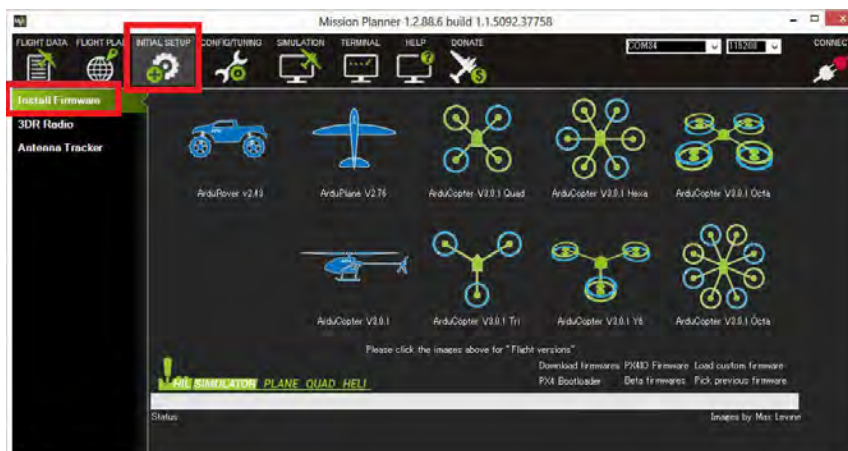 Mission Planner 1.2.88.6 build 1.1.5092.37758
FLIGHT DATA FLIGHT PLAN INITIAL SETUP CONFIG/TUNING SIMULATION TERMINAL HELP DONATE COM34 115200 CONNECT
Install Firmware
3DR Radio
Antenna Tracker
ArduRover v2.43 ArduPlane V2.76 ArduCopter V3.0.1 Quad ArduCopter V3.0.1 Hexa ArduCopter V3.0.1 Octa
ArduCopter V3.0.1 ArduCopter V3.0.1 Tri ArduCopter V3.0.1 Y6 ArduCopter V3.0.1 Octa
Please click the images above for "Flight versions"
Download firmwares PX4IO Firmware Load custom firmware
HIL SIMULATOR PLANE QUAD HELI PX4 Bootloader Beta firmwares Pick previous firmware
Status Images by Max Levine